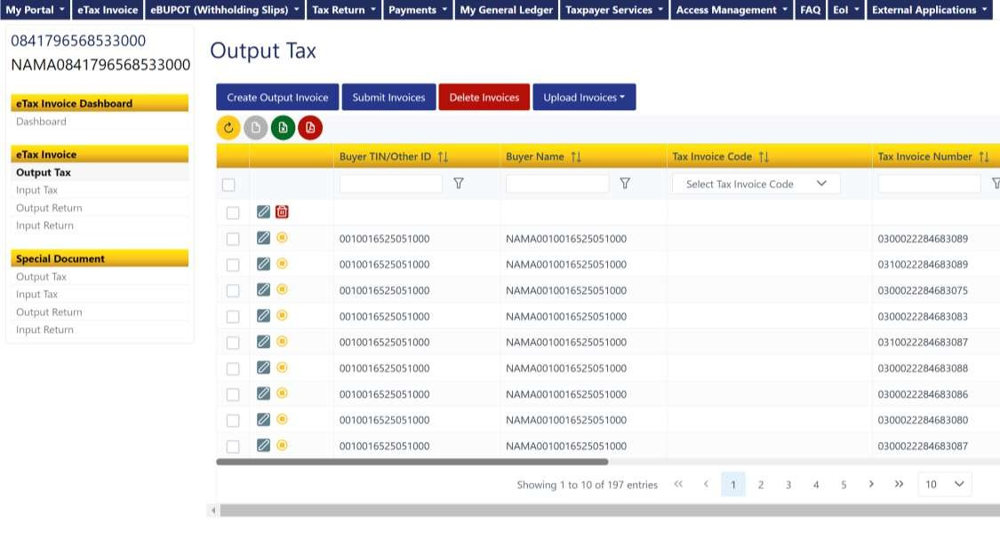 My Portal eTax Invoice eBUPOT (Withholding Slips) Tax Return Payments My General Ledger Taxpayer Services Access Management FAQ EoI External Applications
0841796568533000
NAMA0841796568533000
eTax Invoice Dashboard
Dashboard
eTax Invoice
Output Tax
Input Tax
Output Return
Input Return
Special Document
Output Tax
Input Tax
Output Return
Input Return
Output Tax
Create Output Invoice Submit Invoices Delete Invoices Upload Invoices
Buyer TIN/Other ID Buyer Name Tax Invoice Code Tax Invoice Number
Select Tax Invoice Code
0010016525051000 NAMA0010016525051000 0300022284683089
0010016525051000 NAMA0010016525051000 0310022284683089
0010016525051000 NAMA0010016525051000 0300022284683075
0010016525051000 NAMA0010016525051000 0300022284683083
0010016525051000 NAMA0010016525051000 0310022284683087
0010016525051000 NAMA0010016525051000 0300022284683088
0010016525051000 NAMA0010016525051000 0300022284683086
0010016525051000 NAMA0010016525051000 0300022284683080
0010016525051000 NAMA0010016525051000 0300022284683087
Showing 1 to 10 of 197 entries 1 2 3 4 5 10